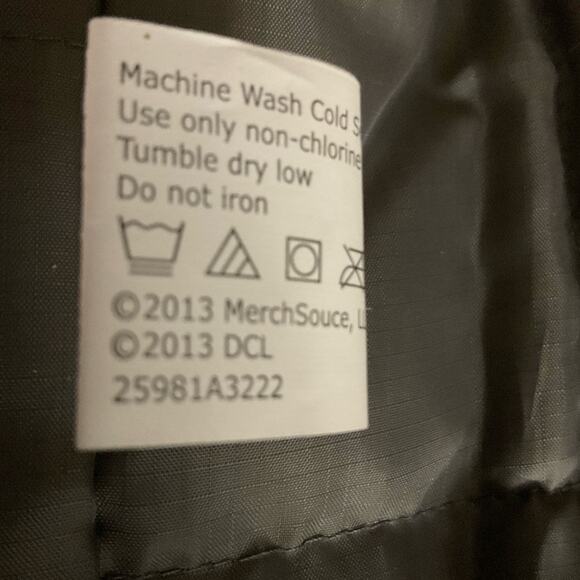 Machine Wash Cold
Use only non-chlorine
Tumble dry low
Do not iron
©2013 MerchSouce,
©2013 DCL
25981A3222